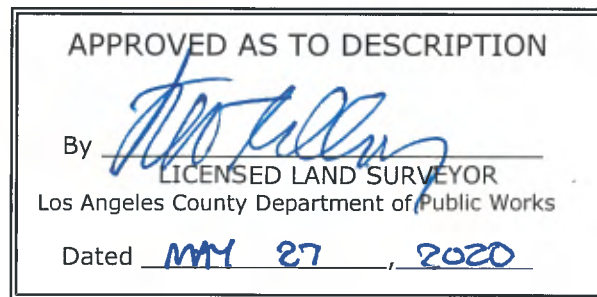 APPROVED AS TO DESCRIPTION
By
LICENSED LAND SURVEYOR
Los Angeles County Department of Public Works
Dated MAY 27, 2020